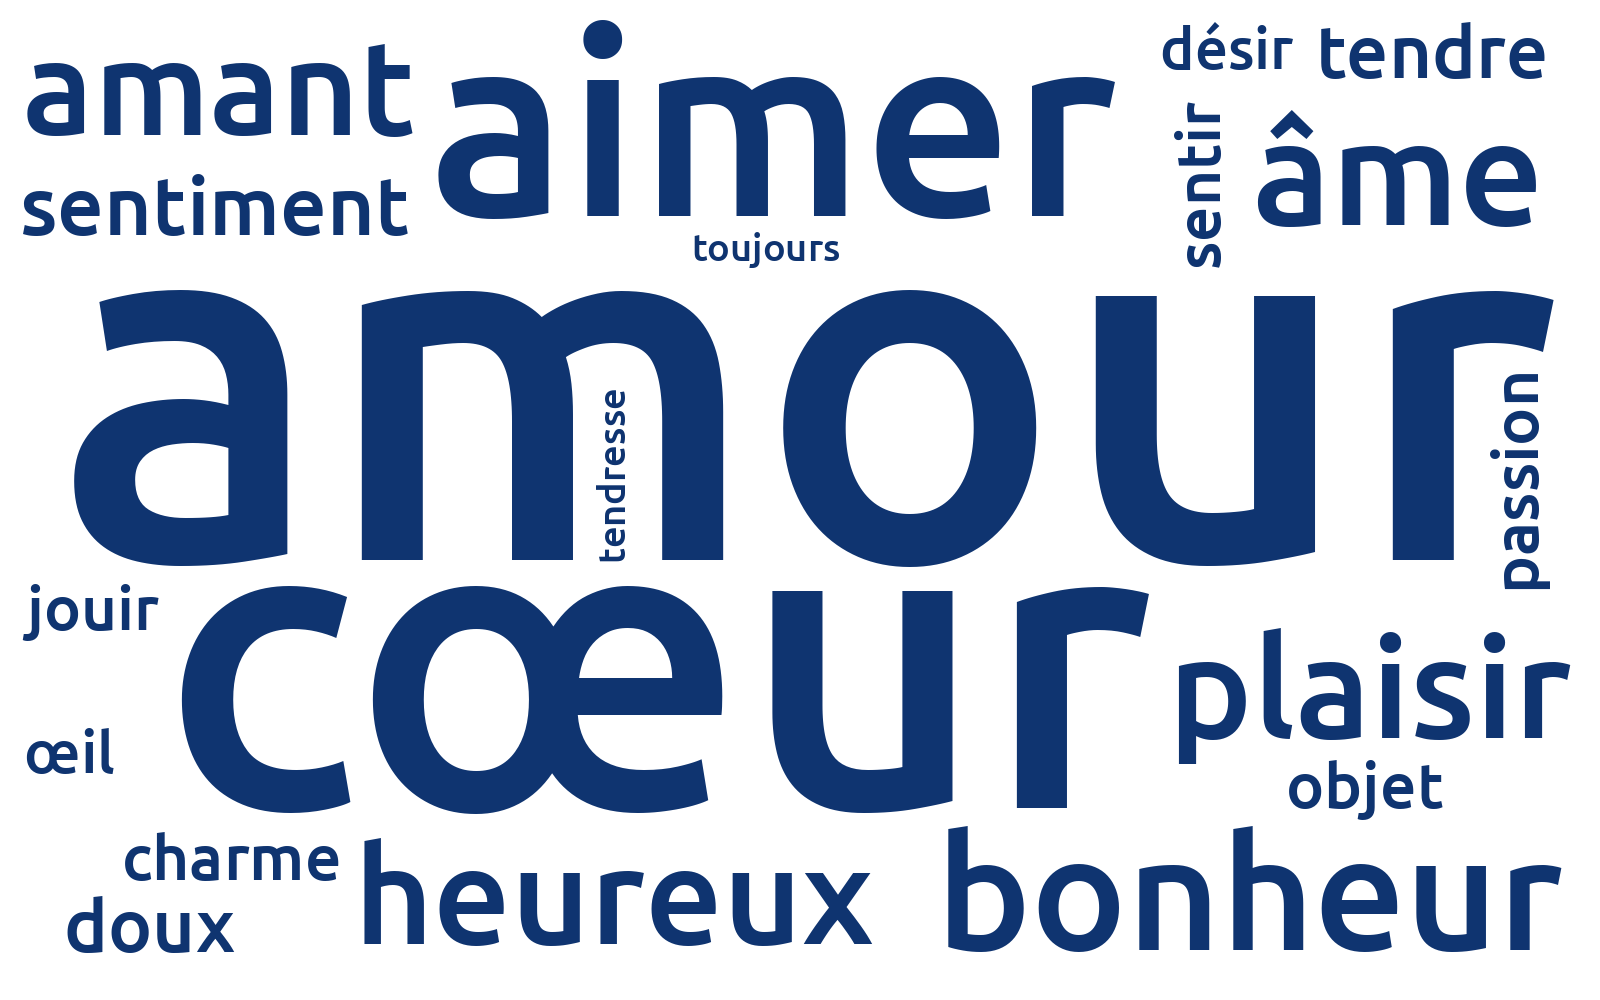 amant
aimer
désir
tendre
sentiment
toujours
sentir
âme
amour
tendresse
passion
jouir
cœur
plaisir
œil
objet
charme
heureux
bonheur
doux